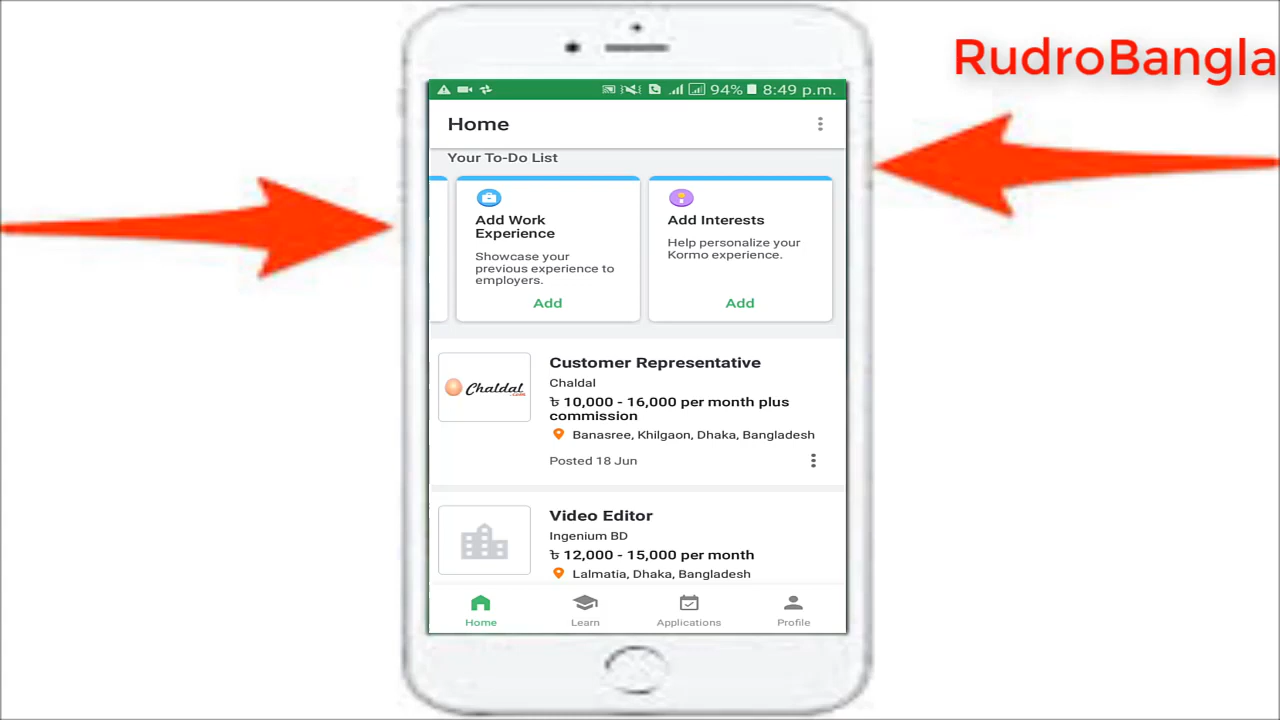 RudroBangla
94% 8:49 p.m.
Home
Your To-Do List
Add Work
Experience
Showcase your
previous experience to
employers.
Add
Add Interests
Help personalize your
Kormo experience.
Add
Chaldal
.com
Customer Representative
Chaldal
৳ 10,000 - 16,000 per month plus
commission
Banasree, Khilgaon, Dhaka, Bangladesh
Posted 18 Jun
Video Editor
Ingenium BD
৳ 12,000 - 15,000 per month
Lalmatia, Dhaka, Bangladesh
Home
Learn
Applications
Profile